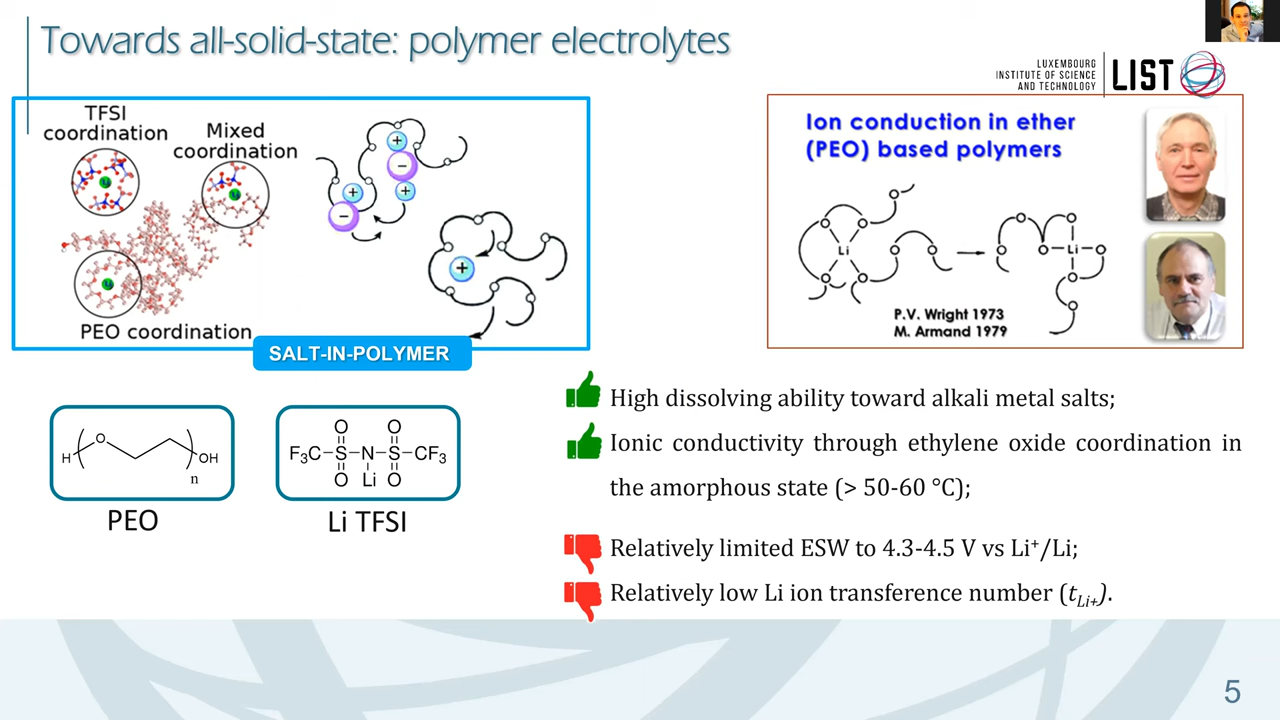 Towards all-solid-state: polymer electrolytes
LUXEMBOURG
INSTITUTE OF SCIENCE
AND TECHNOLOGY
LIST
TFSI
coordination
Mixed
coordination
Li
Li
Li
PEO coordination
+
−
+
+
−
+
SALT-IN-POLYMER
Ion conduction in ether
(PEO) based polymers
Li
Li
P.V. Wright 1973
M. Armand 1979
H
O
OH
n
PEO
O O
F3C-S-N-S-CF3
O Li O
Li TFSI
High dissolving ability toward alkali metal salts;
Ionic conductivity through ethylene oxide coordination in
the amorphous state (> 50-60 °C);
Relatively limited ESW to 4.3-4.5 V vs Li+/Li;
Relatively low Li ion transference number (tLi+).
5